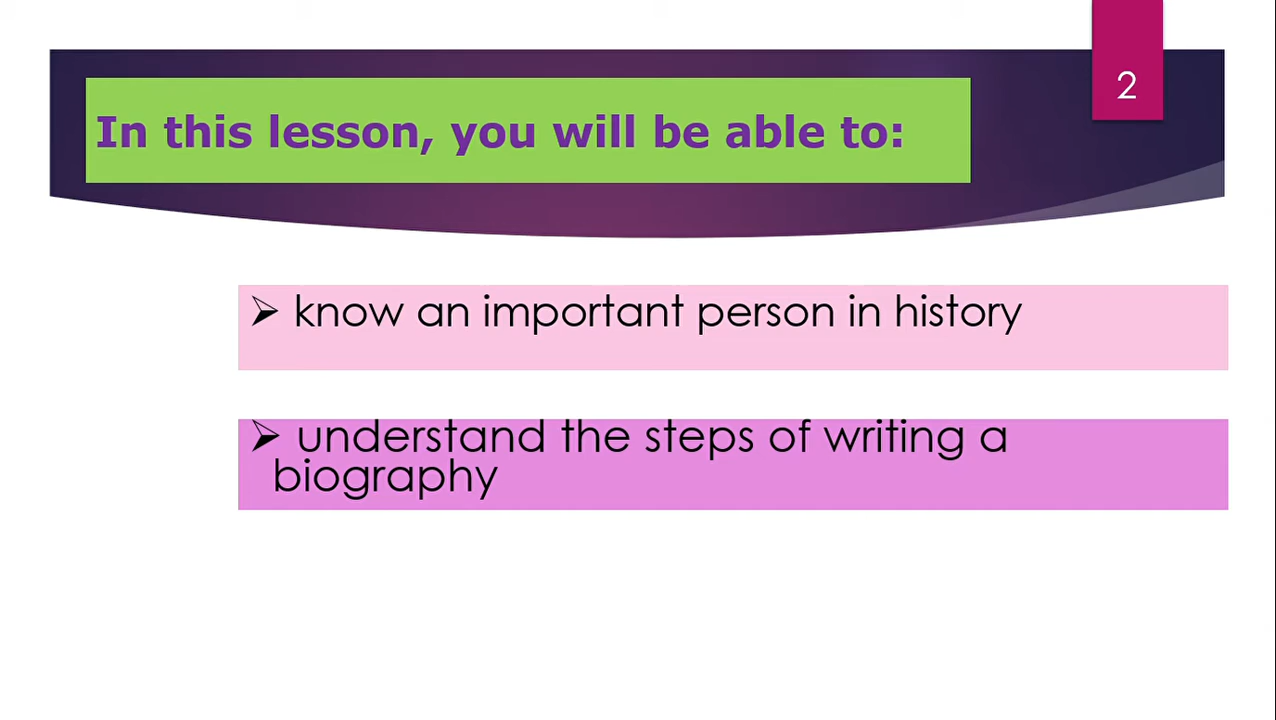 2
In this lesson, you will be able to:
➢ know an important person in history
➢ understand the steps of writing a
biography